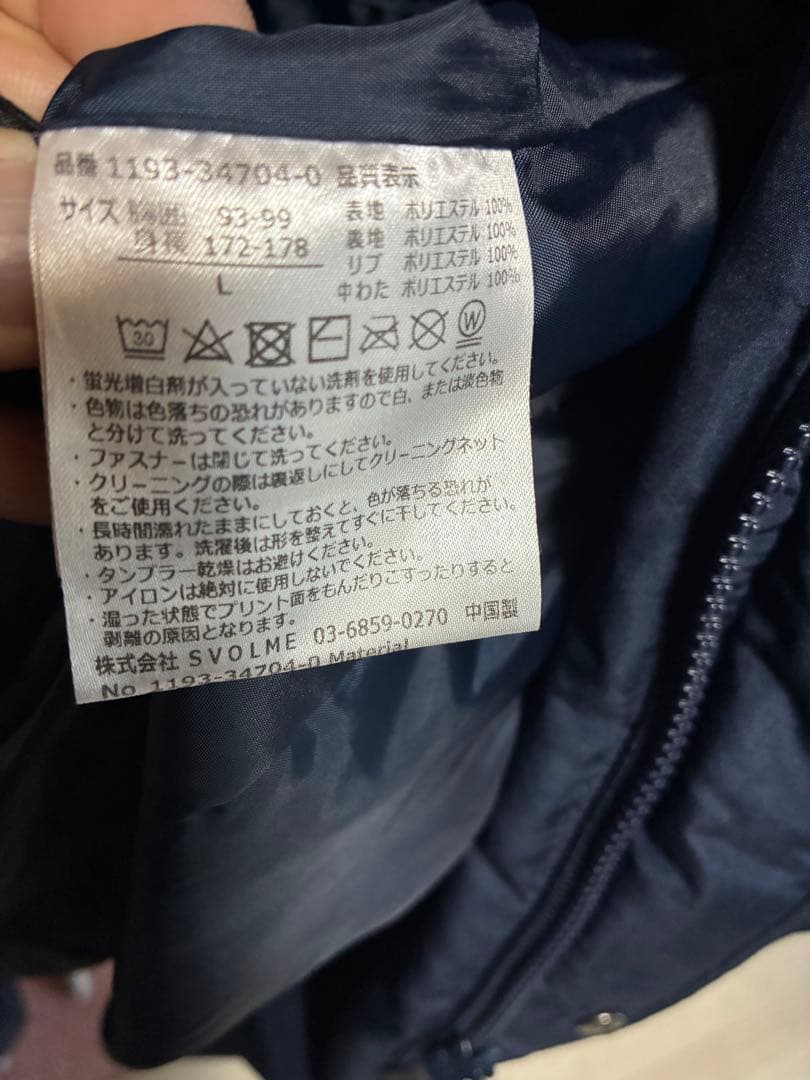 品番 1193-34704-0 品質表示
サイズ 胸囲 93-99
身長 172-178
L
表地 ポリエステル 100%
裏地 ポリエステル 100%
リブ ポリエステル 100%
中わた ポリエステル 100%
30
W
・蛍光増白剤が入っていない洗剤を使用してください。
・色物は色落ちの恐れがありますので白、または淡色物
と分けて洗ってください。
・ファスナーは閉じて洗ってください。
・クリーニングの際は裏返しにしてクリーニングネット
をご使用ください。
・長時間濡れたままにしておくと、色が落ちる恐れが
あります。洗濯後は形を整えてすぐに干してください。
・タンブラー乾燥はお避けください。
・アイロンは絶対に使用しないでください。
・湿った状態でプリント面をもんだりこすったりすると
剥離の原因となります。
株式会社 SVOLME 03-6859-0270 中国製
No 1193-34704-0 Material